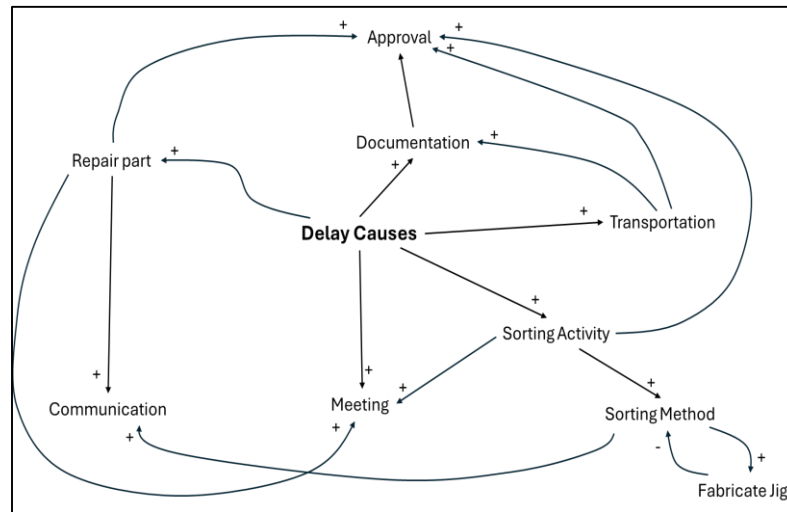 +
Approval
+
+
+
Documentation
+
+
Repair part
+
+
Transportation
Delay Causes
+
Sorting Activity
+
+
+
+
Communication
Meeting
Sorting Method
+
+
-
+
Fabricate Jig